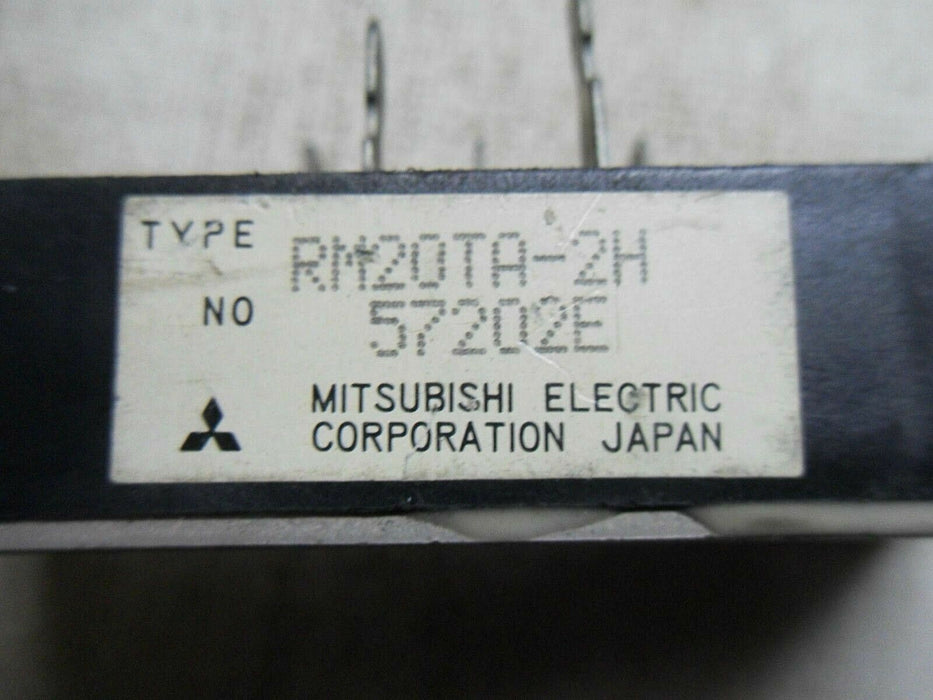 TYPE RM20TA-2H
NO 57202E
MITSUBISHI ELECTRIC
CORPORATION JAPAN